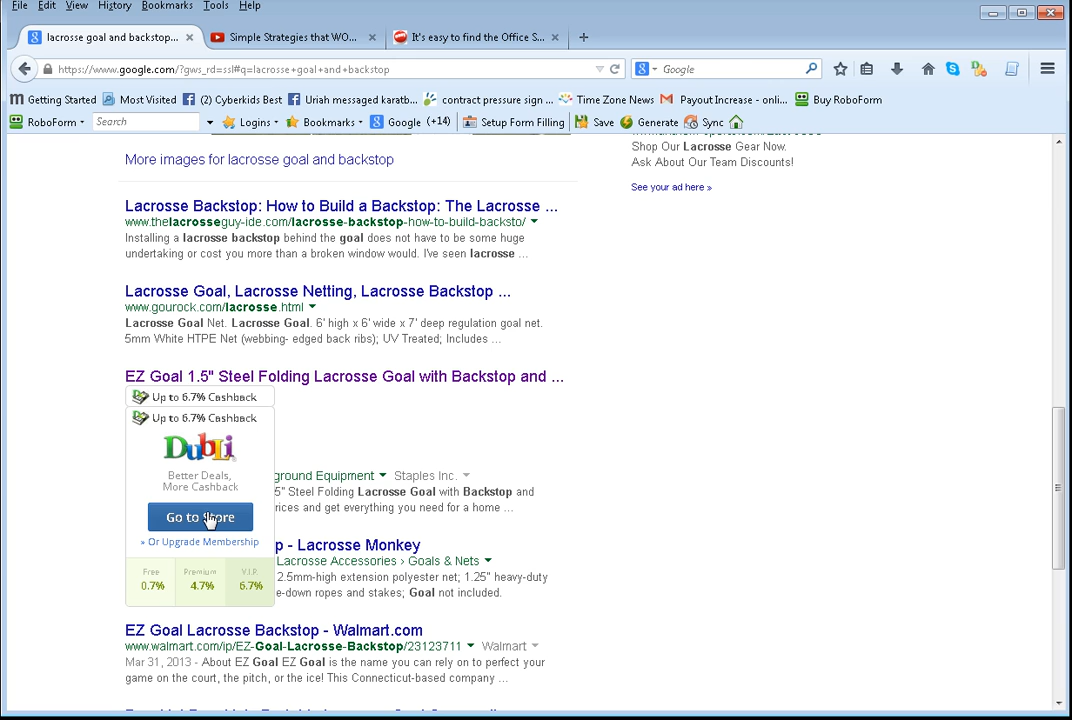 File Edit View History Bookmarks Tools Help
lacrosse goal and backstop... × Simple Strategies that WO... × It's easy to find the Office S... × +
https://www.google.com/?gws_rd=ssl#q=lacrosse+goal+and+backstop Google
Getting Started Most Visited (2) Cyberkids Best Uriah messaged karatb... contract pressure sign ... Time Zone News Payout Increase - onli... Buy RoboForm
RoboForm Search Logins Bookmarks Google (+14) Setup Form Filling Save Generate Sync
More images for lacrosse goal and backstop
Shop Our Lacrosse Gear Now.
Ask About Our Team Discounts!
See your ad here »
Lacrosse Backstop: How to Build a Backstop: The Lacrosse ...
www.thelacrosseguy-ide.com/lacrosse-backstop-how-to-build-backsto/
Installing a lacrosse backstop behind the goal does not have to be some huge
undertaking or cost you more than a broken window would. I've seen lacrosse ...
Lacrosse Goal, Lacrosse Netting, Lacrosse Backstop ...
www.gourock.com/lacrosse.html
Lacrosse Goal Net. Lacrosse Goal. 6' high x 6' wide x 7' deep regulation goal net.
5mm White HTPE Net (webbing- edged back ribs); UV Treated; Includes ...
EZ Goal 1.5" Steel Folding Lacrosse Goal with Backstop and ...
Up to 6.7% Cashback
Up to 6.7% Cashback
DubLi
Better Deals,
More Cashback
Go to Store
» Or Upgrade Membership
Free Premium V.I.P.
0.7% 4.7% 6.7%
ground Equipment Staples Inc.
5" Steel Folding Lacrosse Goal with Backstop and
rices and get everything you need for a home ...
p - Lacrosse Monkey
Lacrosse Accessories › Goals & Nets
2.5mm-high extension polyester net; 1.25" heavy-duty
e-down ropes and stakes; Goal not included.
EZ Goal Lacrosse Backstop - Walmart.com
www.walmart.com/ip/EZ-Goal-Lacrosse-Backstop/23123711 Walmart
Mar 31, 2013 - About EZ Goal EZ Goal is the name you can rely on to perfect your
game on the court, the pitch, or the ice! This Connecticut-based company ...